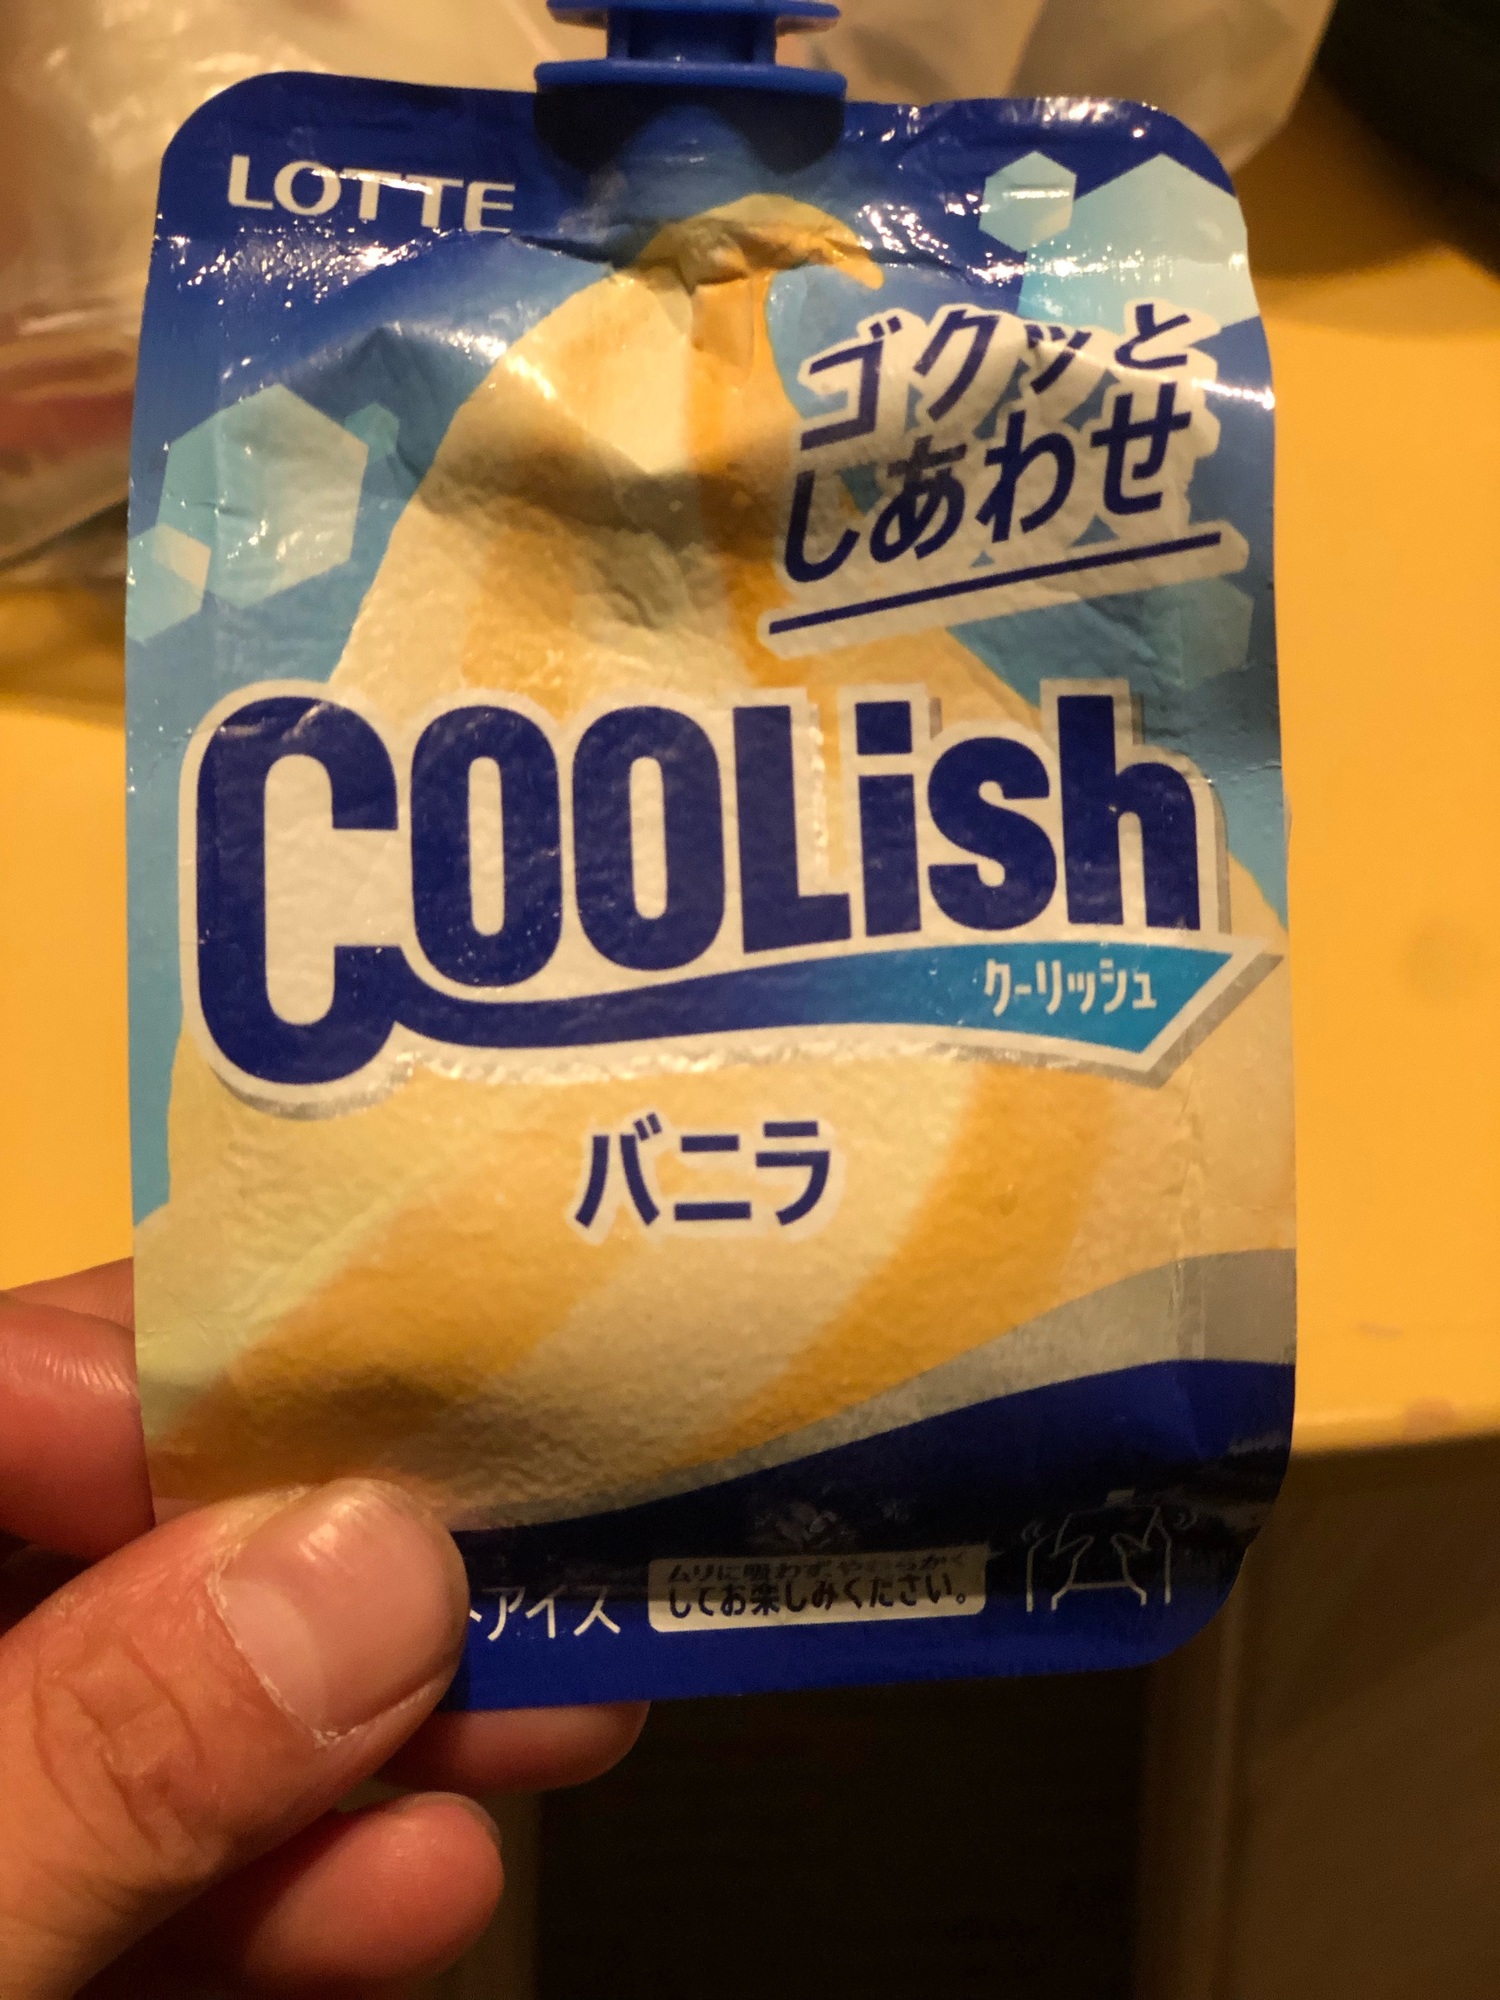 LOTTE
ゴクッと
しあわせ
COOLish
クーリッシュ
バニラ
アイス
ムリに吸わずやわらかく
してお楽しみください。